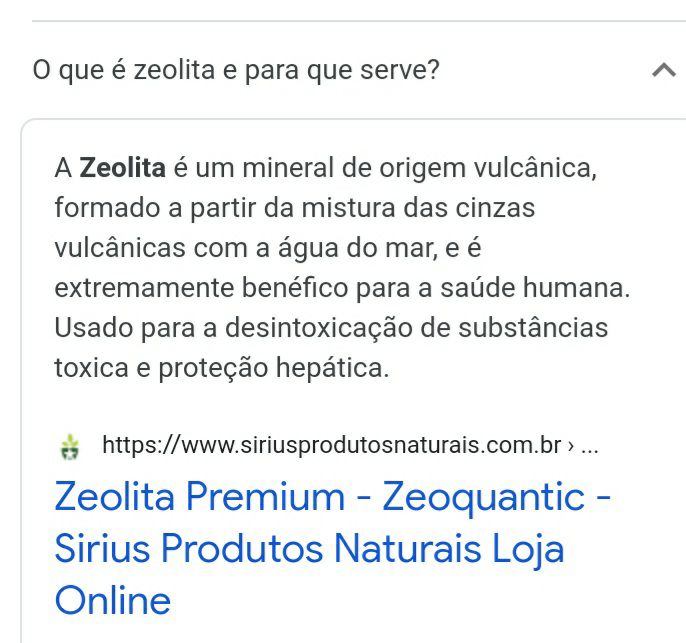 O que é zeolita e para que serve?
A Zeolita é um mineral de origem vulcânica,
formado a partir da mistura das cinzas
vulcânicas com a água do mar, e é
extremamente benéfico para a saúde humana.
Usado para a desintoxicação de substâncias
toxica e proteção hepática.
https://www.siriusprodutosnaturais.com.br › ...
Zeolita Premium - Zeoquantic -
Sirius Produtos Naturais Loja
Online